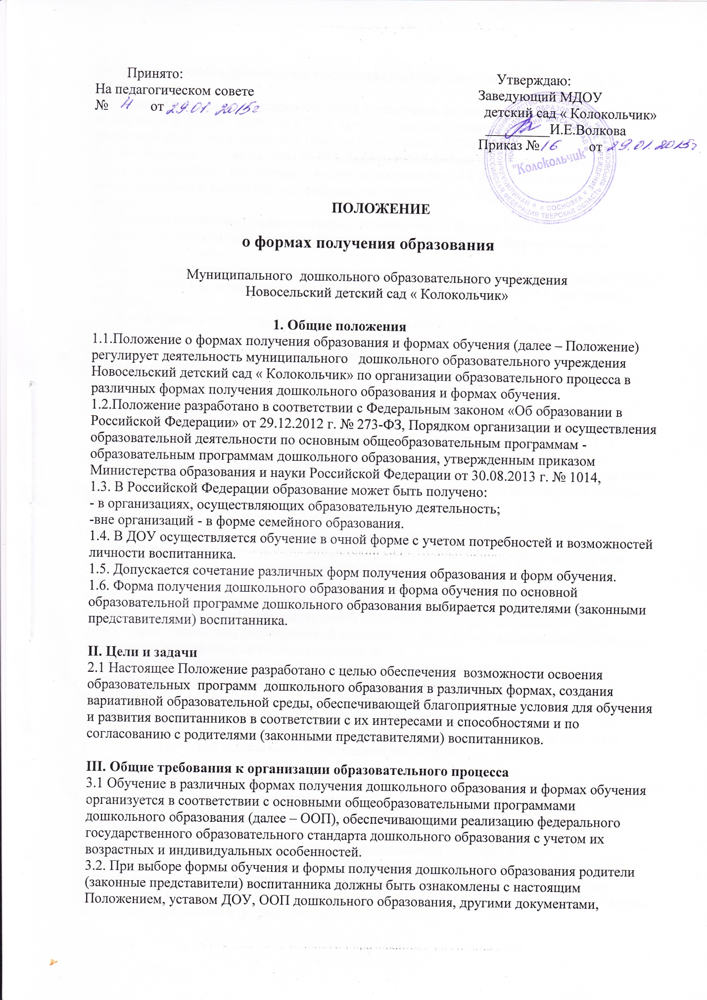 Принято:
На педагогическом совете
№ 4 от 29.01. 2015г
Утверждаю:
Заведующий МДОУ
детский сад « Колокольчик»
__________И.Е.Волкова
Приказ №16 от 29.01.2015г
"Колокольчик"
ПОЛОЖЕНИЕ
о формах получения образования
Муниципального дошкольного образовательного учреждения
Новосельский детский сад « Колокольчик»
1. Общие положения
1.1.Положение о формах получения образования и формах обучения (далее – Положение)
регулирует деятельность муниципального дошкольного образовательного учреждения
Новосельский детский сад « Колокольчик» по организации образовательного процесса в
различных формах получения дошкольного образования и формах обучения.
1.2.Положение разработано в соответствии с Федеральным законом «Об образовании в
Российской Федерации» от 29.12.2012 г. № 273-ФЗ, Порядком организации и осуществления
образовательной деятельности по основным общеобразовательным программам -
образовательным программам дошкольного образования, утвержденным приказом
Министерства образования и науки Российской Федерации от 30.08.2013 г. № 1014,
1.3. В Российской Федерации образование может быть получено:
- в организациях, осуществляющих образовательную деятельность;
-вне организаций - в форме семейного образования.
1.4. В ДОУ осуществляется обучение в очной форме с учетом потребностей и возможностей
личности воспитанника.
1.5. Допускается сочетание различных форм получения образования и форм обучения.
1.6. Форма получения дошкольного образования и форма обучения по основной
образовательной программе дошкольного образования выбирается родителями (законными
представителями) воспитанника.
II. Цели и задачи
2.1 Настоящее Положение разработано с целью обеспечения возможности освоения
образовательных программ дошкольного образования в различных формах, создания
вариативной образовательной среды, обеспечивающей благоприятные условия для обучения
и развития воспитанников в соответствии с их интересами и способностями и по
согласованию с родителями (законными представителями) воспитанников.
III. Общие требования к организации образовательного процесса
3.1 Обучение в различных формах получения дошкольного образования и формах обучения
организуется в соответствии с основными общеобразовательными программами
дошкольного образования (далее – ООП), обеспечивающими реализацию федерального
государственного образовательного стандарта дошкольного образования с учетом их
возрастных и индивидуальных особенностей.
3.2. При выборе формы обучения и формы получения дошкольного образования родители
(законные представители) воспитанника должны быть ознакомлены с настоящим
Положением, уставом ДОУ, ООП дошкольного образования, другими документами,